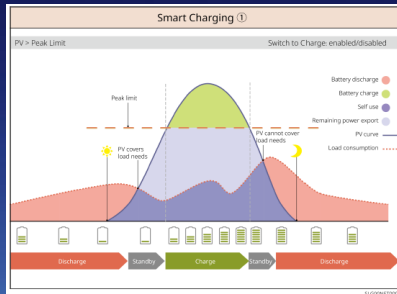 Smart Charging ①
PV > Peak Limit
Switch to Charge: enabled/disabled
Battery discharge
Battery charge
Self use
Remaining power export
PV curve
Load consumption
Peak limit
PV covers
load needs
PV cannot cover
load needs
Discharge
Standby
Charge
Standby
Discharge